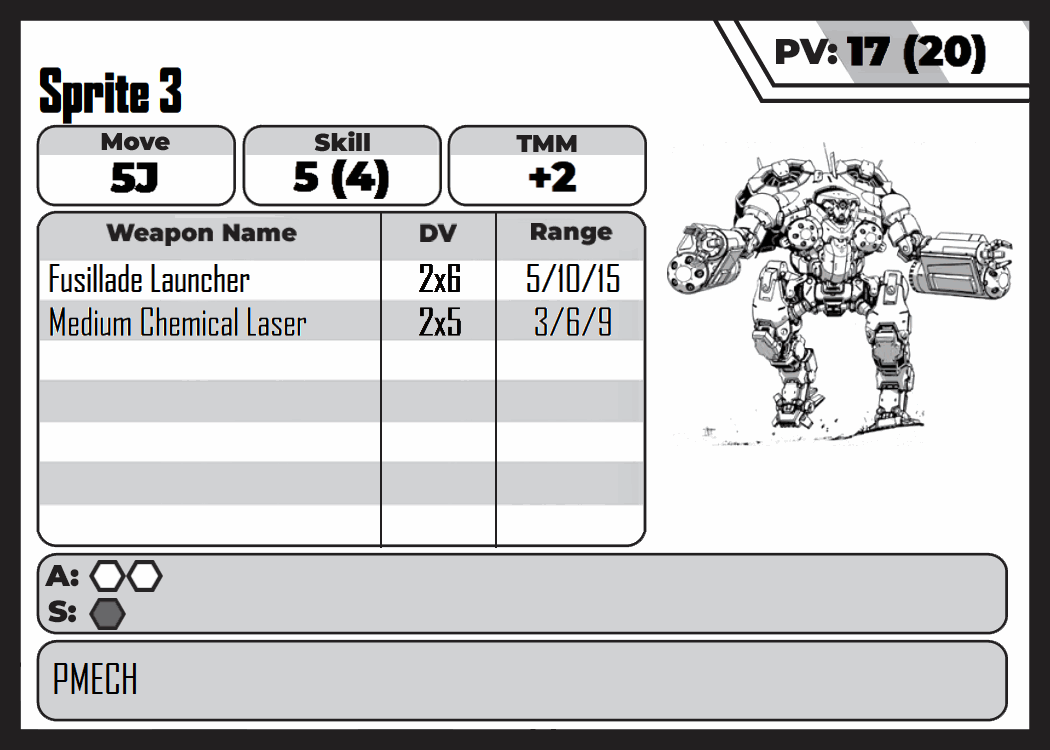 PV: 17 (20)
Sprite 3
Move Skill TMM
5J 5 (4) +2
Weapon Name DV Range
Fusillade Launcher 2x6 5/10/15
Medium Chemical Laser 2x5 3/6/9
A:
S:
PMECH